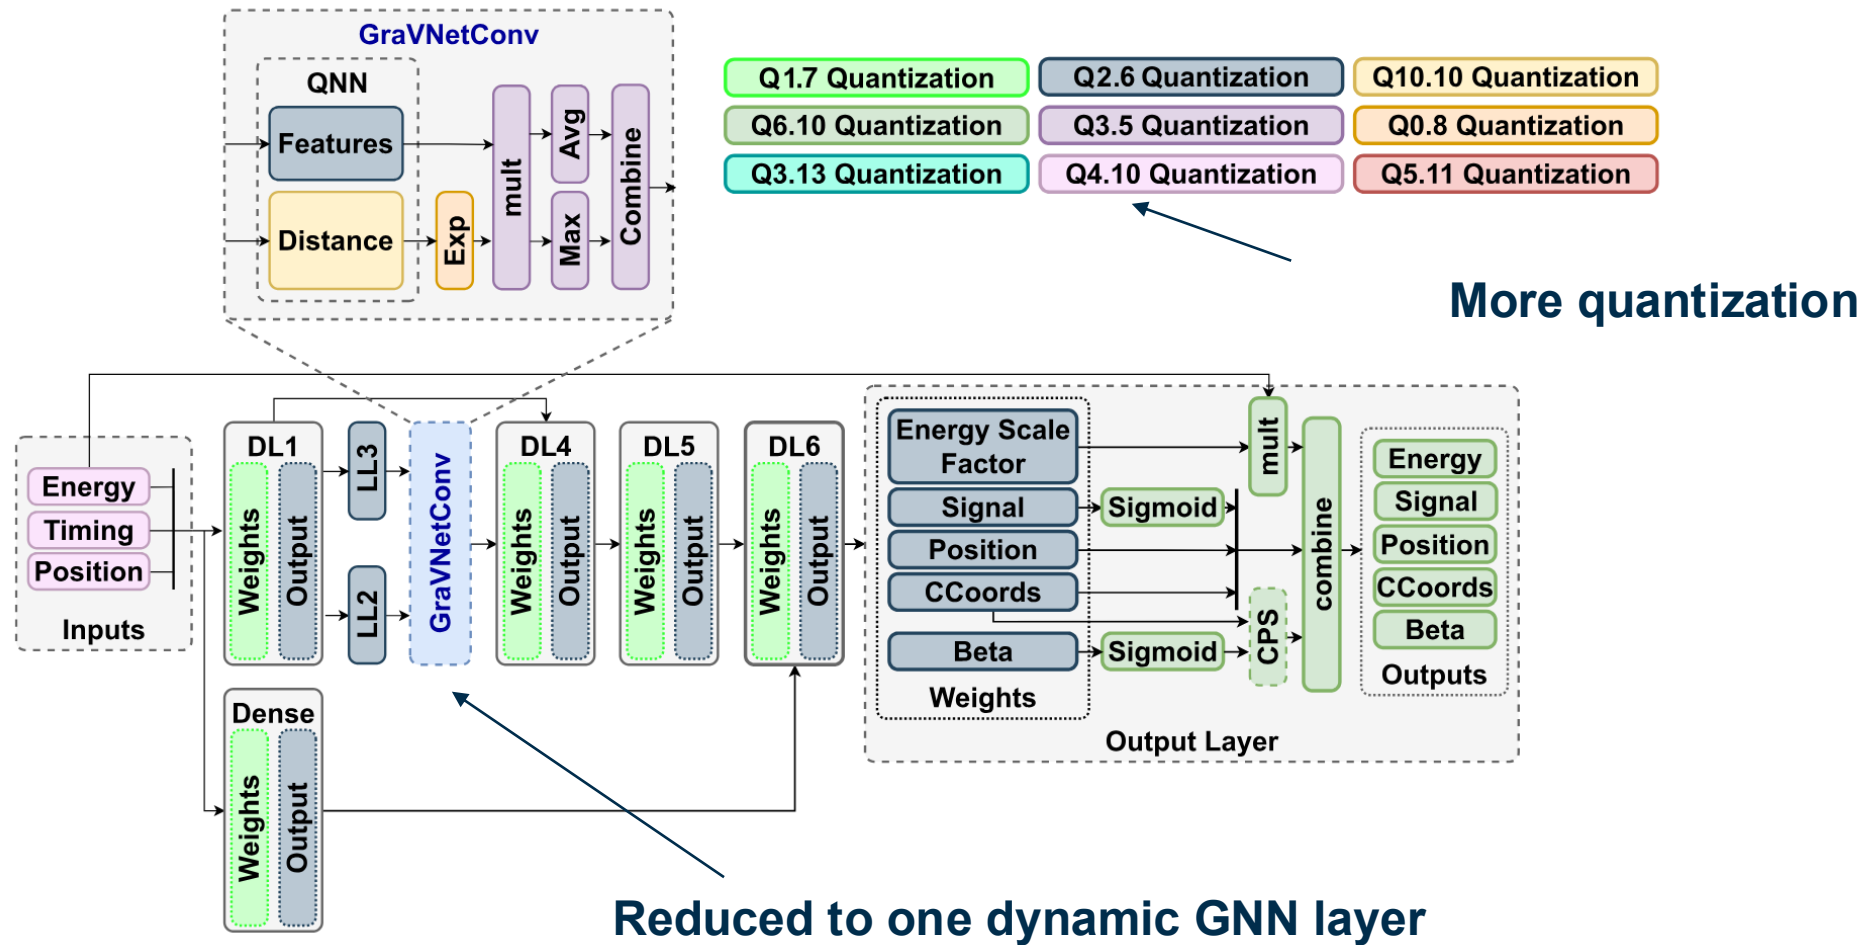 GraVNetConv
QNN
Features
Distance
Exp
mult
Avg
Max
Combine
Q1.7 Quantization
Q2.6 Quantization
Q10.10 Quantization
Q6.10 Quantization
Q3.5 Quantization
Q0.8 Quantization
Q3.13 Quantization
Q4.10 Quantization
Q5.11 Quantization
More quantization
Energy
Timing
Position
Inputs
DL1
Weights
Output
LL3
LL2
GraVNetConv
DL4
Weights
Output
DL5
Weights
Output
DL6
Weights
Output
Dense
Weights
Output
Energy Scale
Factor
Signal
Position
CCoords
Beta
Weights
Sigmoid
Sigmoid
mult
CPS
combine
Energy
Signal
Position
CCoords
Beta
Outputs
Output Layer
Reduced to one dynamic GNN layer